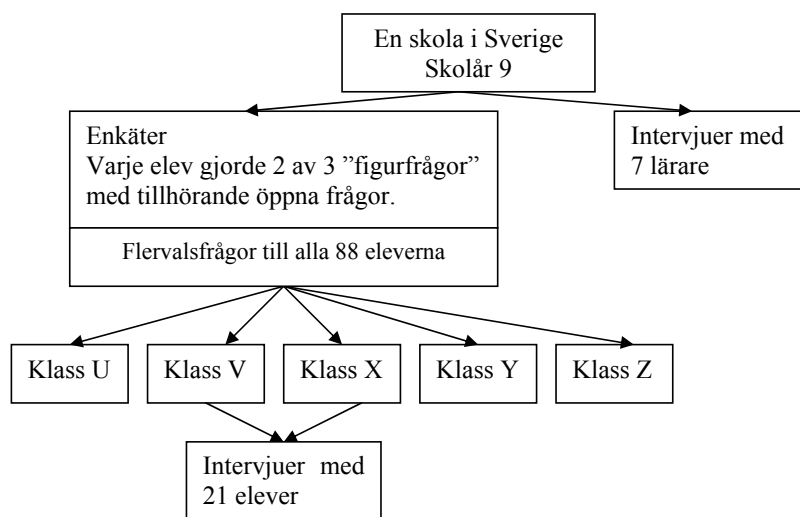 En skola i Sverige
Skolår 9
Enkäter
Varje elev gjorde 2 av 3 ”figurfrågor”
med tillhörande öppna frågor.
Intervjuer med
7 lärare
Flervalsfrågor till alla 88 eleverna
Klass U
Klass V
Klass X
Klass Y
Klass Z
Intervjuer med
21 elever